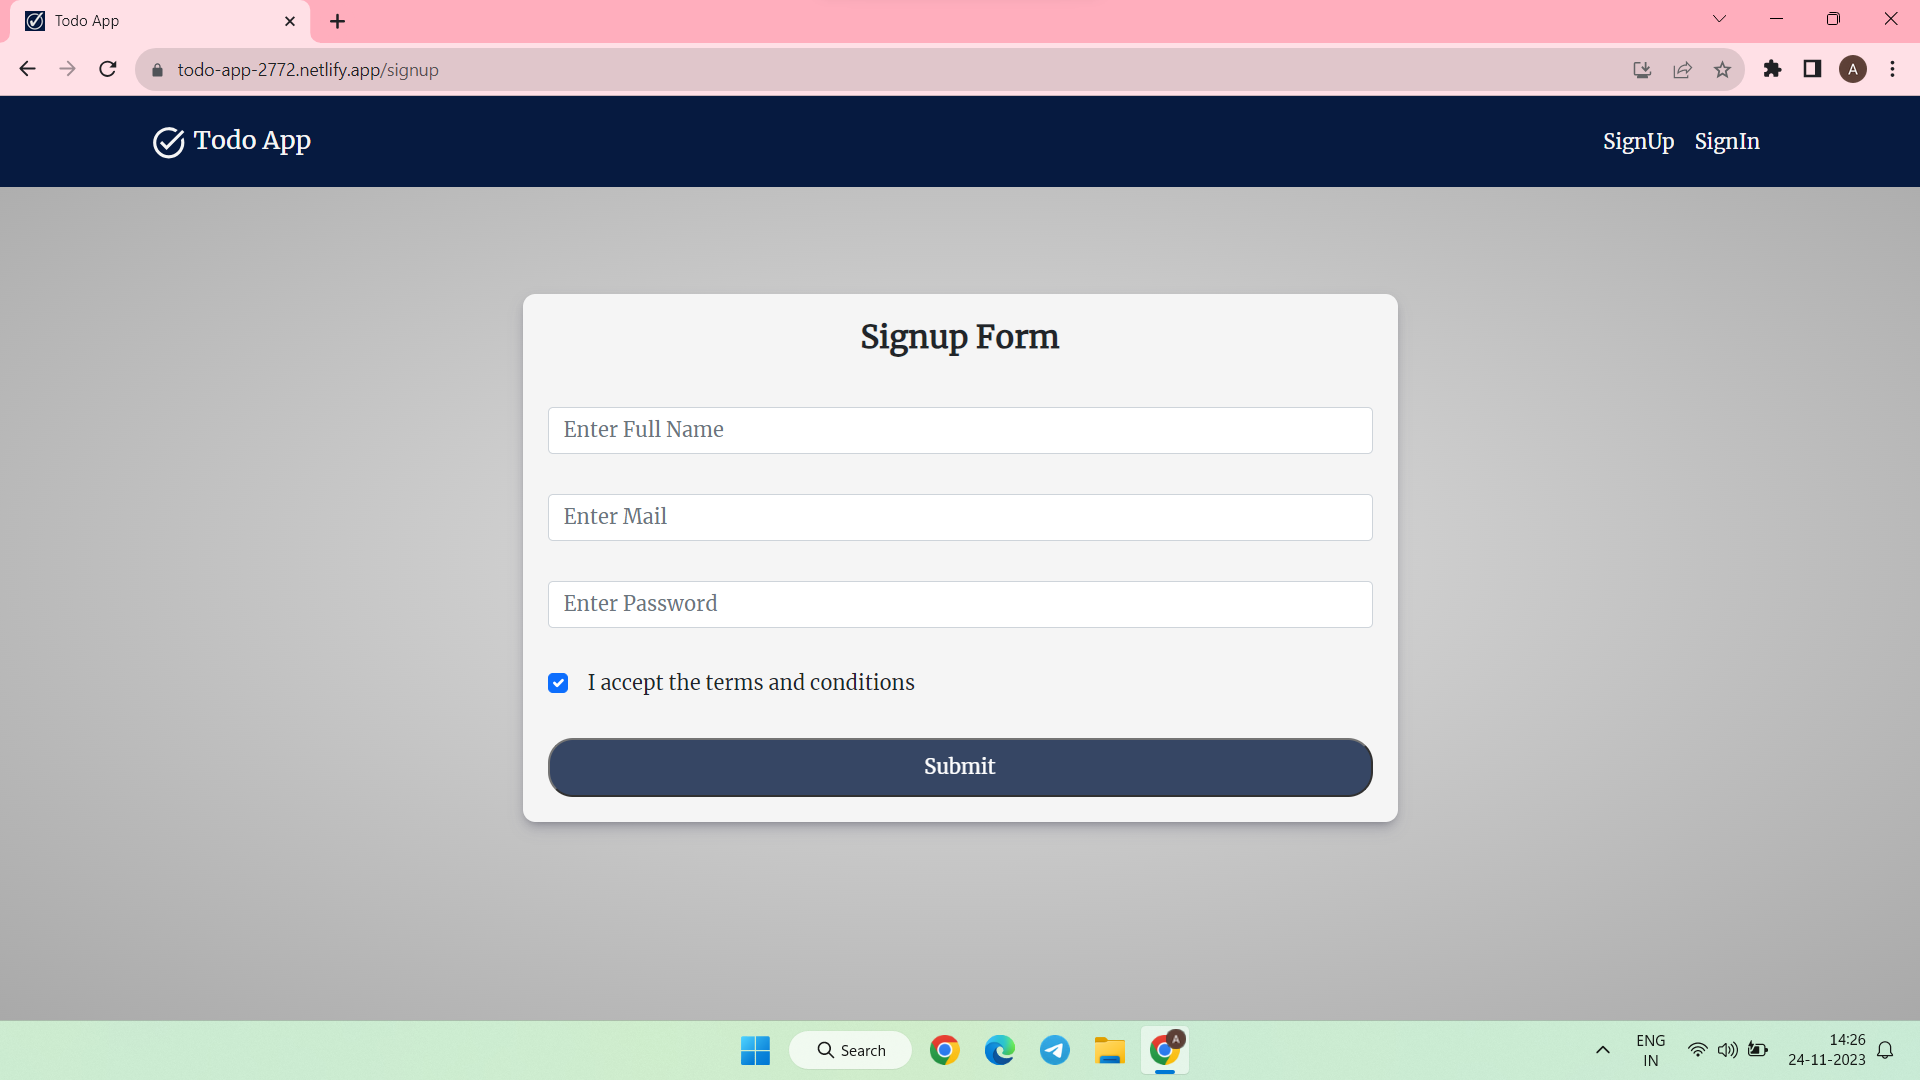 Todo App
todo-app-2772.netlify.app/signup
A
Todo App
SignUp SignIn
Signup Form
Enter Full Name
Enter Mail
Enter Password
I accept the terms and conditions
Submit
Search
A
ENG
IN
14:26
24-11-2023